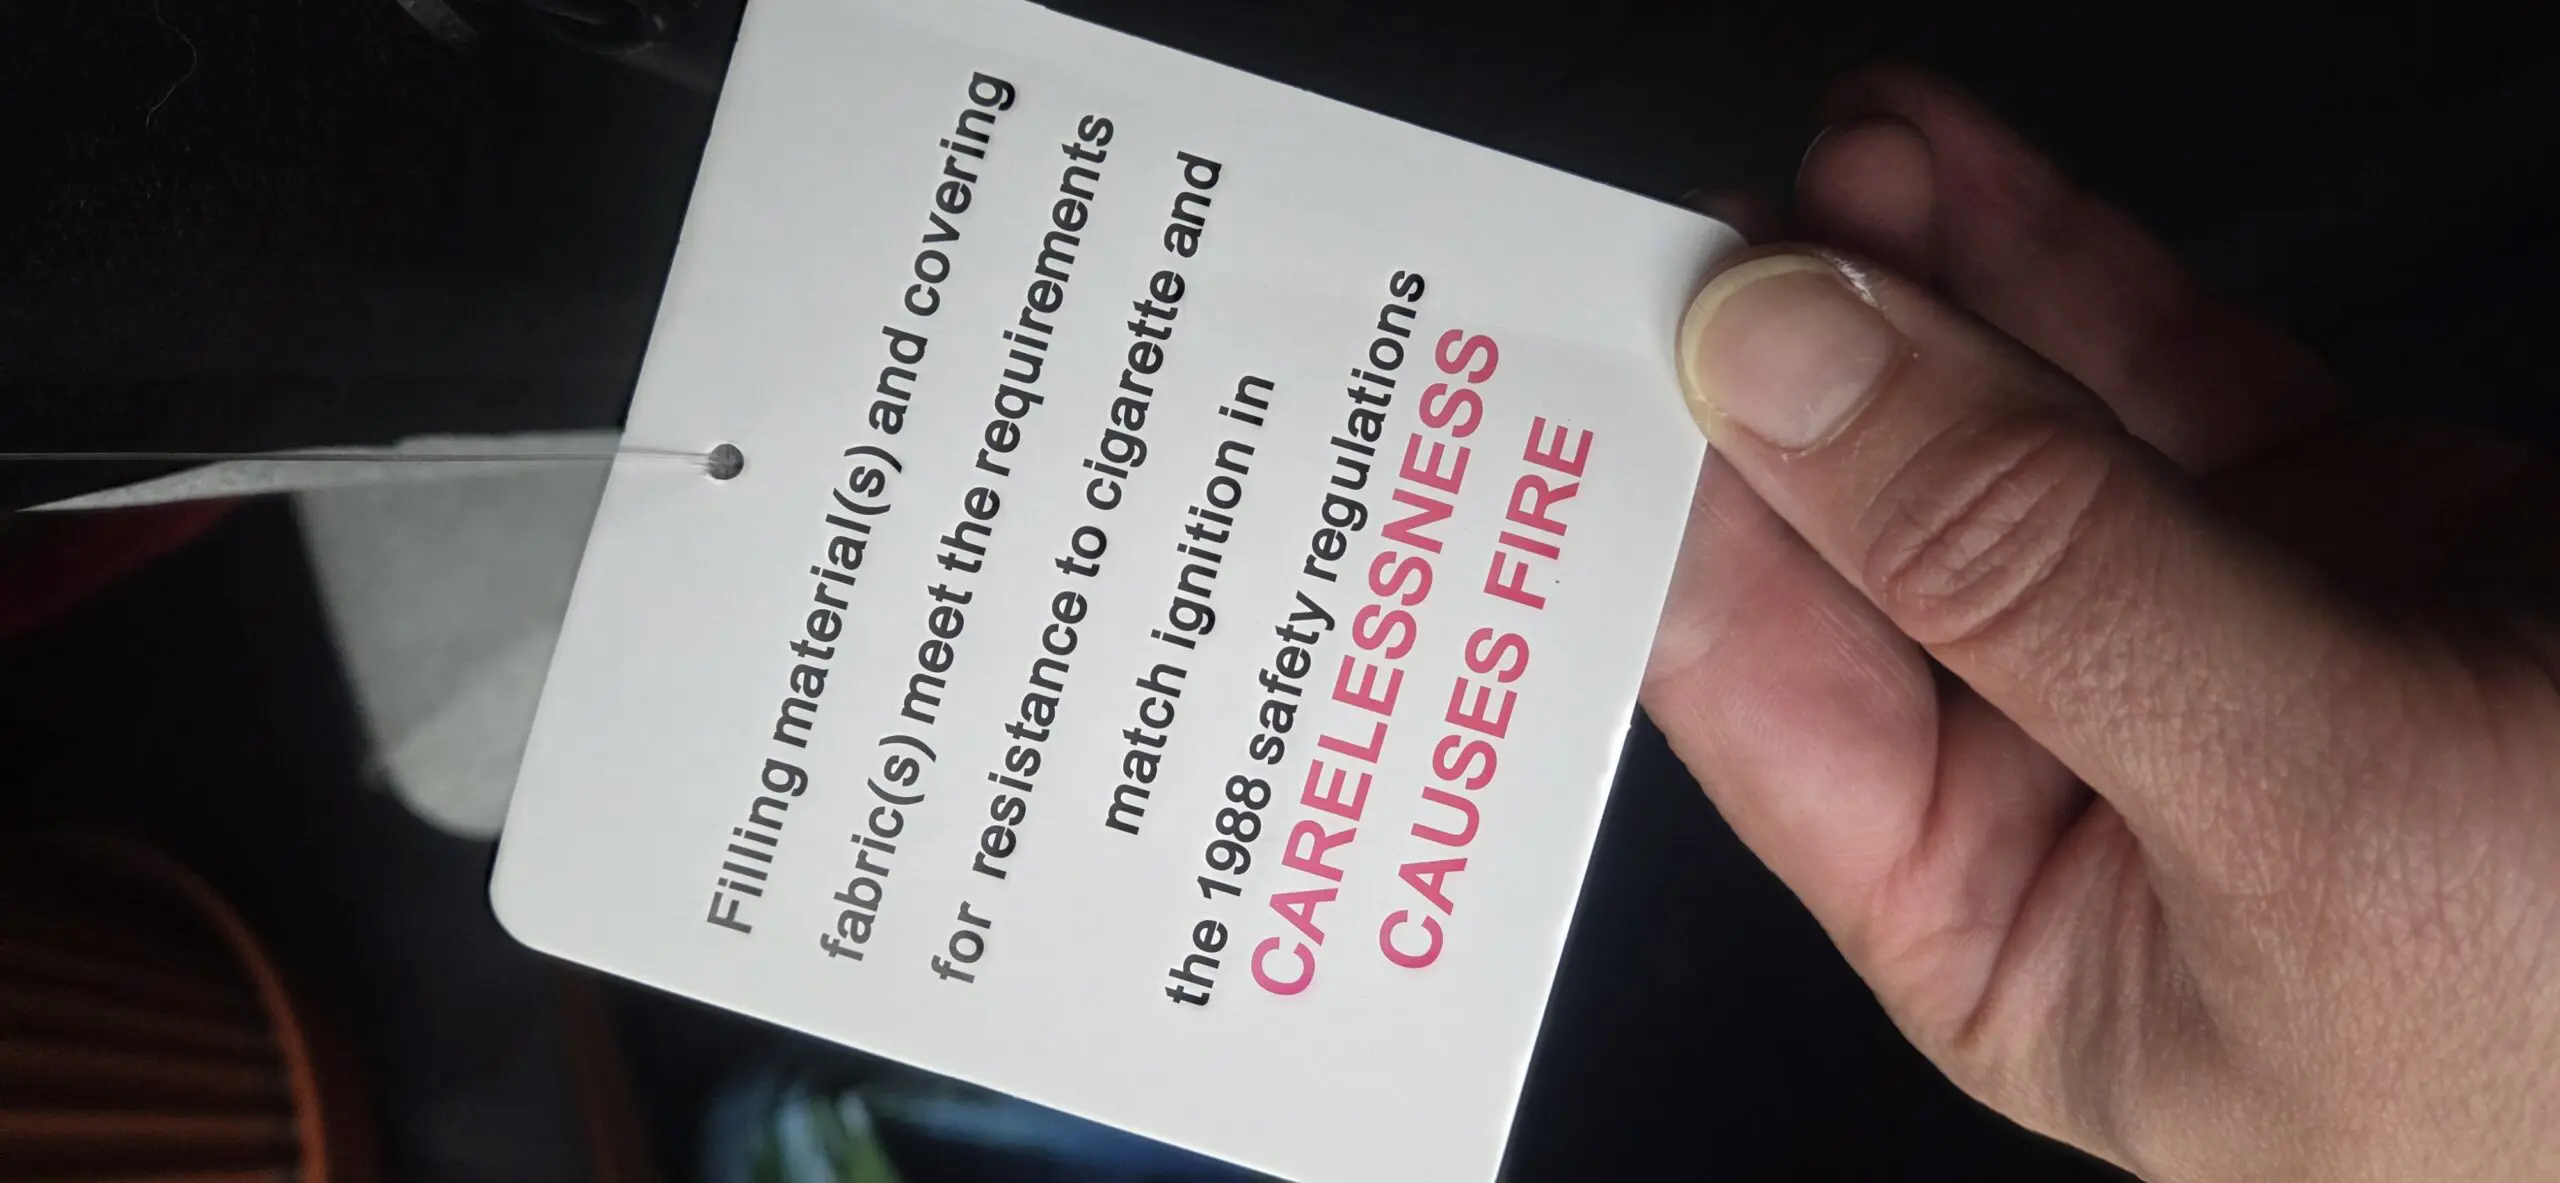 Filling material(s) and covering
fabric(s) meet the requirements
for resistance to cigarette and
match ignition in
the 1988 safety regulations
CARELESSNESS
CAUSES FIRE